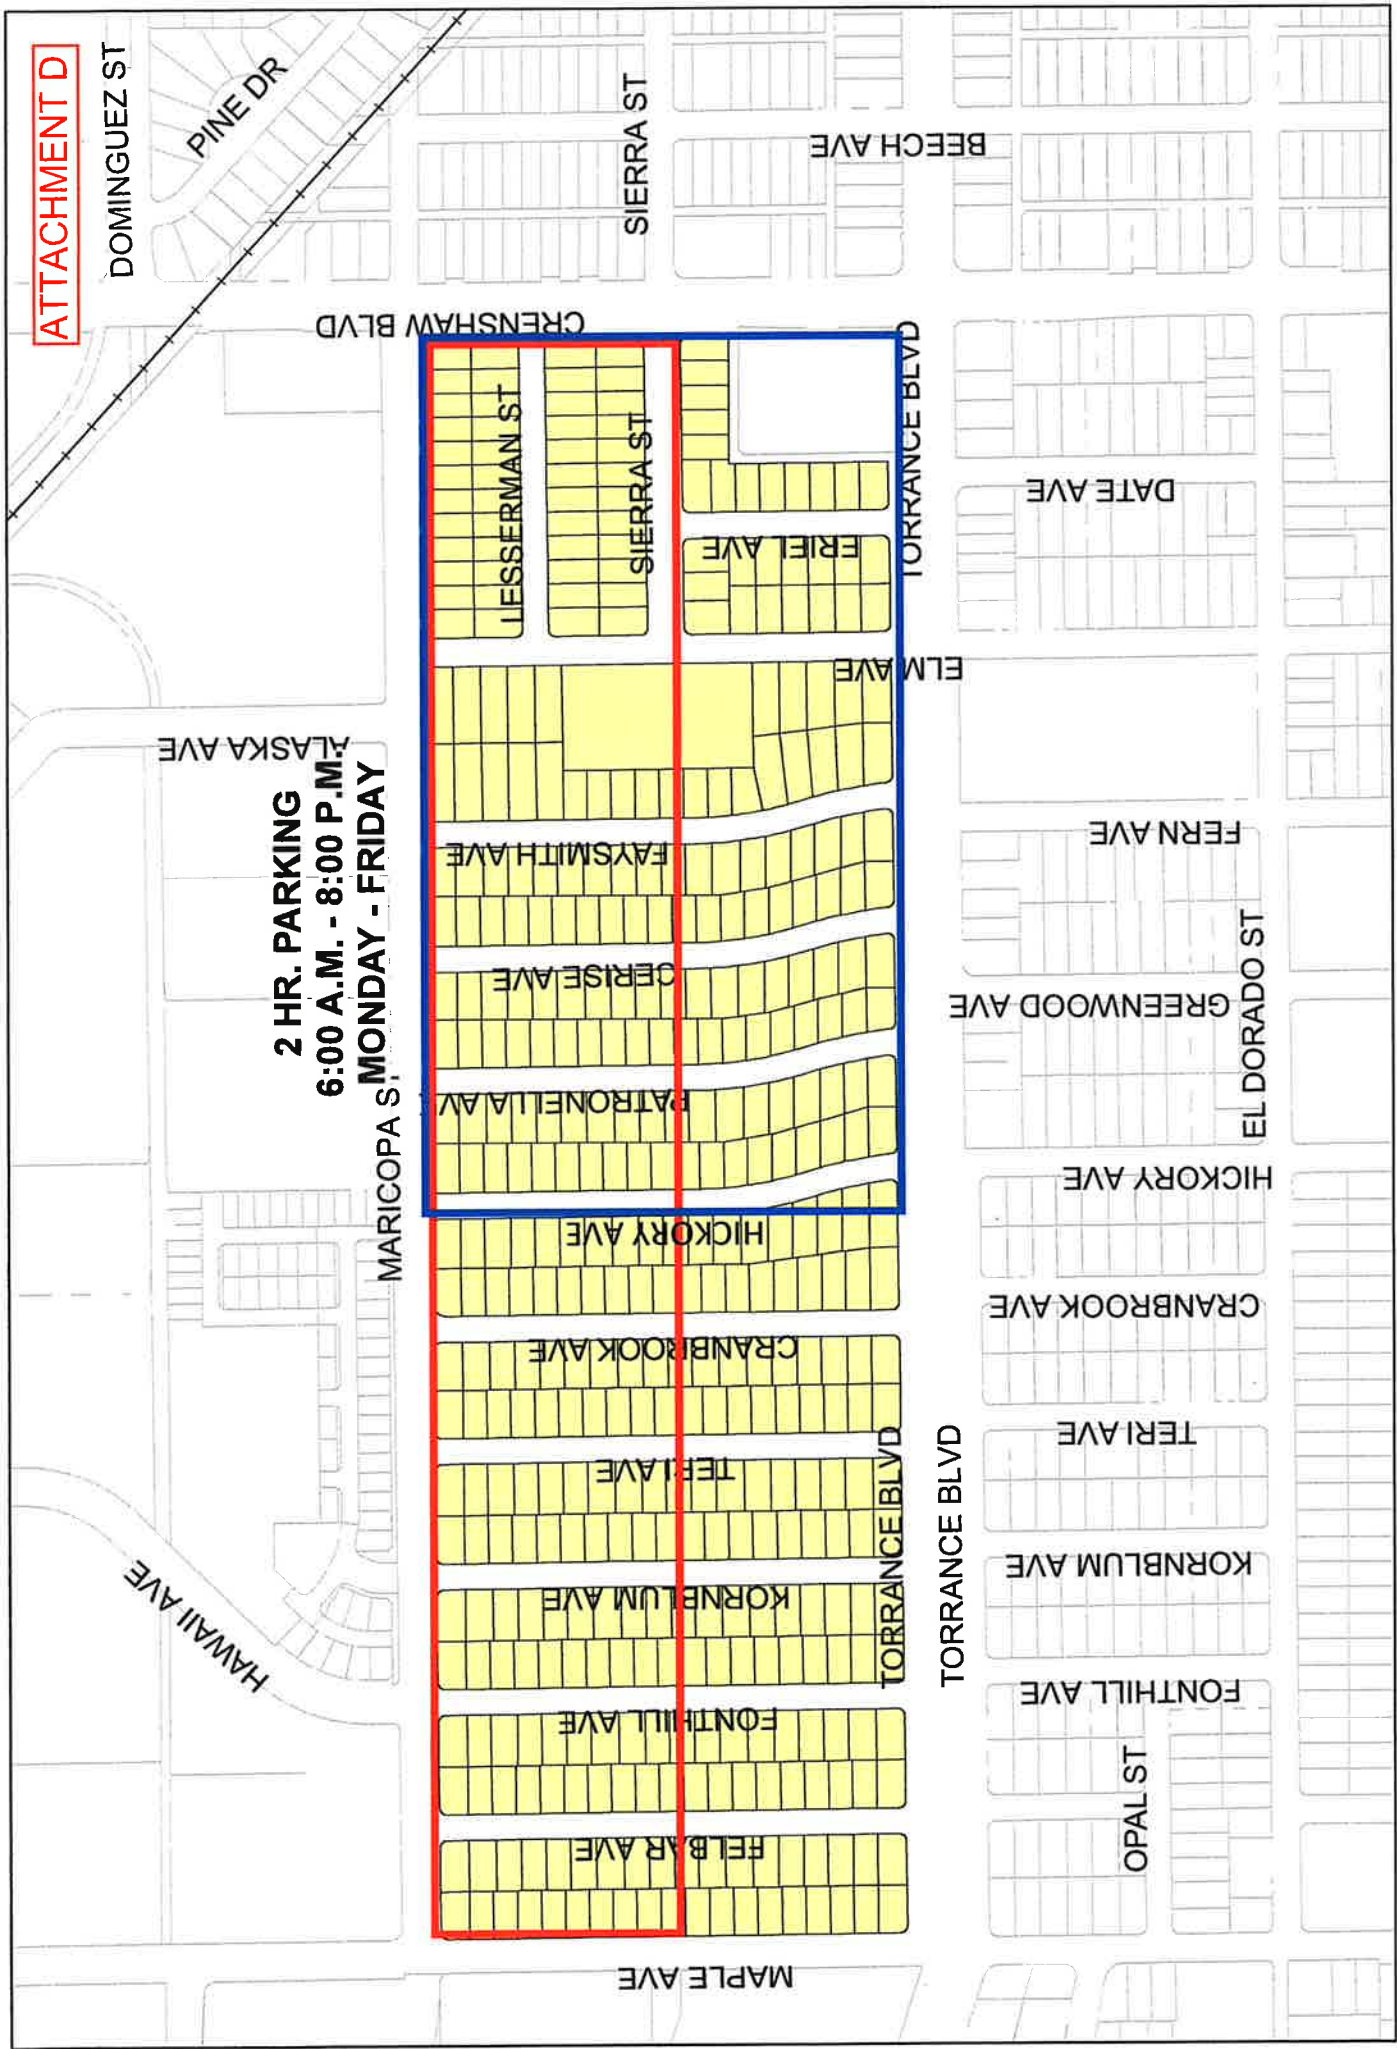 ATTACHMENT D
DOMINGUEZ ST
PINE DR
SIERRA ST
BEECH AVE
CRENSHAW BLVD
LESSERMAN ST
SIERRA ST
ERIEL AVE
TORRANCE BLVD
DATE AVE
ELM AVE
ALASKA AVE
2 HR. PARKING
6:00 A.M. - 8:00 P.M.
MONDAY - FRIDAY
MARICOPA S
FAYSMITH AVE
CERISE AVE
PATRONELLA AV
HICKORY AVE
CRANBROOK AVE
TERI AVE
KORNBLUM AVE
FONTHILL AVE
FELBAR AVE
FERN AVE
GREENWOOD AVE
EL DORADO ST
HICKORY AVE
CRANBROOK AVE
TERI AVE
KORNBLUM AVE
FONTHILL AVE
OPAL ST
TORRANCE BLVD
TORRANCE BLVD
HAWAII AVE
MAPLE AVE